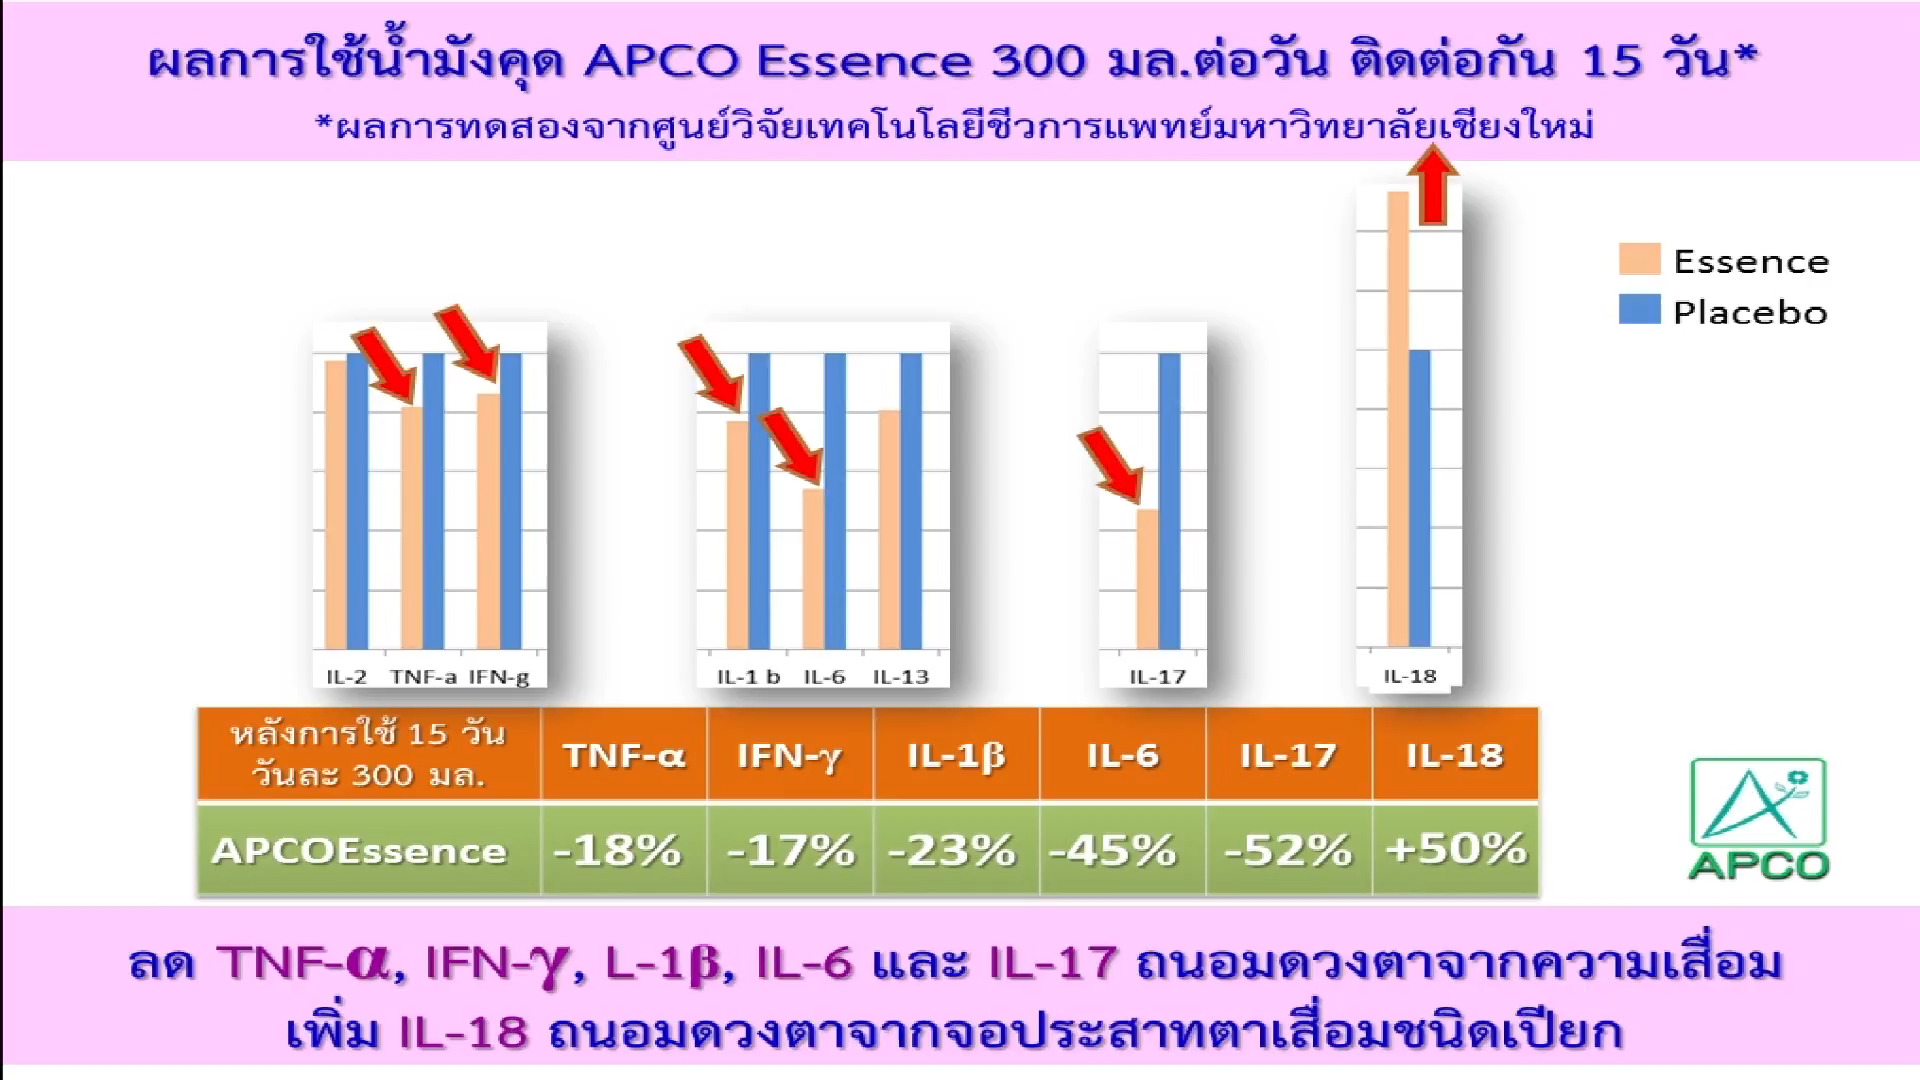 ผลการใช้น้ำมังคุด APCO Essence 300 มล.ต่อวัน ติดต่อกัน 15 วัน*
*ผลการทดสองจากศูนย์วิจัยเทคโนโลยีชีวการแพทย์มหาวิทยาลัยเชียงใหม่
Essence
Placebo
IL-2 TNF-a IFN-g
IL-1 b IL-6 IL-13
IL-17
IL-18
หลังการใช้ 15 วัน
วันละ 300 มล.
TNF-α IFN-γ IL-1β IL-6 IL-17 IL-18
APCOEssence -18% -17% -23% -45% -52% +50%
APCO
ลด TNF-α, IFN-γ, L-1β, IL-6 และ IL-17 ถนอมดวงตาจากความเสื่อม
เพิ่ม IL-18 ถนอมดวงตาจากจอประสาทตาเสื่อมชนิดเปียก